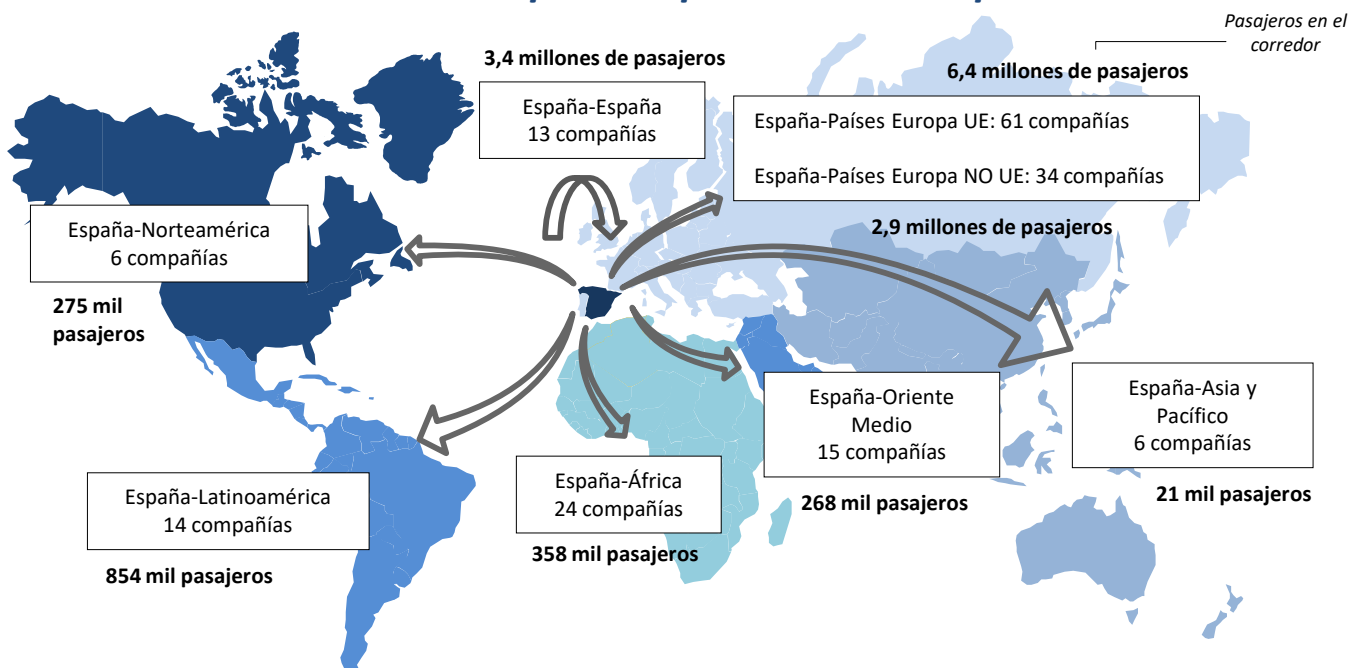 Pasajeros en el
corredor
3,4 millones de pasajeros
España-España
13 compañías
6,4 millones de pasajeros
España-Países Europa UE: 61 compañías
España-Países Europa NO UE: 34 compañías
2,9 millones de pasajeros
España-Norteamérica
6 compañías
275 mil
pasajeros
España-Latinoamérica
14 compañías
854 mil pasajeros
España-África
24 compañías
358 mil pasajeros
España-Oriente
Medio
15 compañías
268 mil pasajeros
España-Asia y
Pacífico
6 compañías
21 mil pasajeros